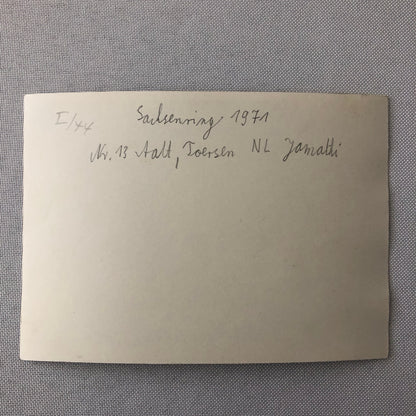 I/44
Sachsenring 1971
Nr. 13 Aalt, Toersen NL Jamathi